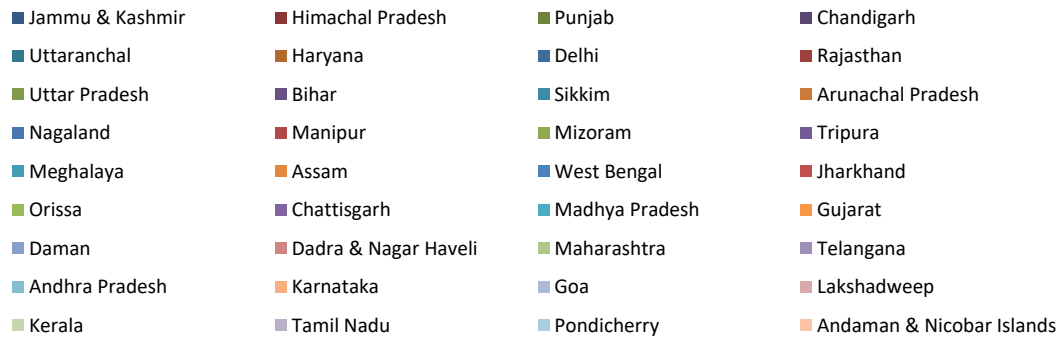 Jammu & Kashmir Himachal Pradesh Punjab Chandigarh
Uttaranchal Haryana Delhi Rajasthan
Uttar Pradesh Bihar Sikkim Arunachal Pradesh
Nagaland Manipur Mizoram Tripura
Meghalaya Assam West Bengal Jharkhand
Orissa Chattisgarh Madhya Pradesh Gujarat
Daman Dadra & Nagar Haveli Maharashtra Telangana
Andhra Pradesh Karnataka Goa Lakshadweep
Kerala Tamil Nadu Pondicherry Andaman & Nicobar Islands